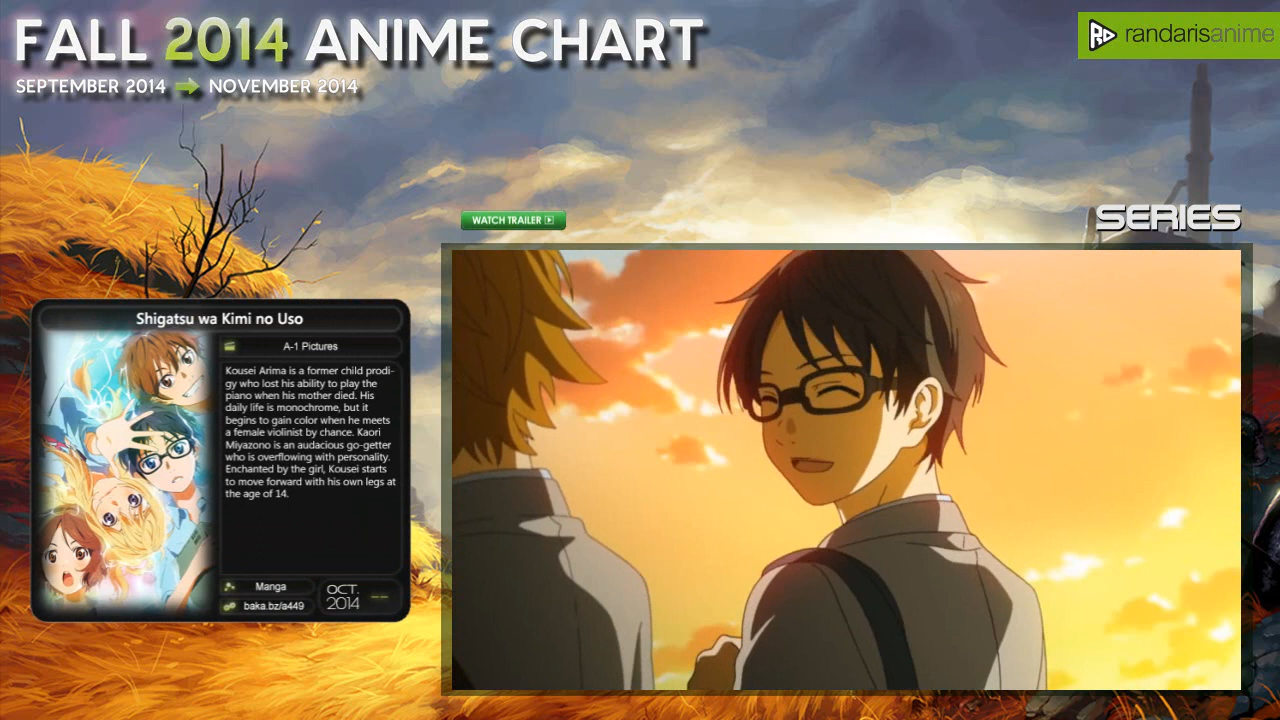 FALL 2014 ANIME CHART
SEPTEMBER 2014 NOVEMBER 2014
randarisanime
WATCH TRAILER
SERIES
Shigatsu wa Kimi no Uso
A-1 Pictures
Kousei Arima is a former child prodi-
gy who lost his ability to play the
piano when his mother died. His
daily life is monochrome, but it
begins to gain color when he meets
a female violinist by chance. Kaori
Miyazono is an audacious go-getter
who is overflowing with personality.
Enchanted by the girl, Kousei starts
to move forward with his own legs at
the age of 14.
Manga
baka.bz/a449
OCT.
2014 --